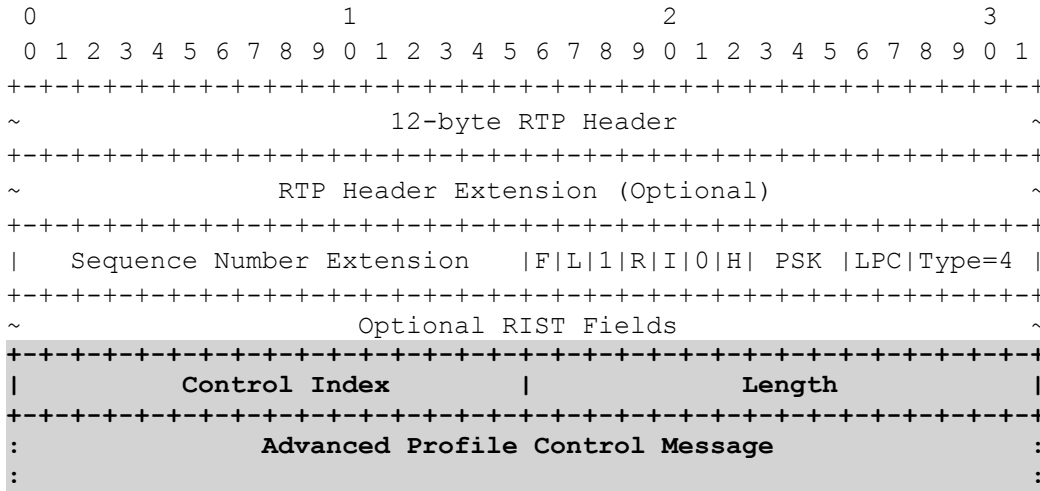 0                   1                   2                   3
 0 1 2 3 4 5 6 7 8 9 0 1 2 3 4 5 6 7 8 9 0 1 2 3 4 5 6 7 8 9 0 1
+-+-+-+-+-+-+-+-+-+-+-+-+-+-+-+-+-+-+-+-+-+-+-+-+-+-+-+-+-+-+-+-+
~                       12-byte RTP Header                      ~
+-+-+-+-+-+-+-+-+-+-+-+-+-+-+-+-+-+-+-+-+-+-+-+-+-+-+-+-+-+-+-+-+
~                RTP Header Extension (Optional)                ~
+-+-+-+-+-+-+-+-+-+-+-+-+-+-+-+-+-+-+-+-+-+-+-+-+-+-+-+-+-+-+-+-+
|   Sequence Number Extension   |F|L|1|R|I|0|H| PSK |LPC|Type=4 |
+-+-+-+-+-+-+-+-+-+-+-+-+-+-+-+-+-+-+-+-+-+-+-+-+-+-+-+-+-+-+-+-+
~                     Optional RIST Fields                      ~
+-+-+-+-+-+-+-+-+-+-+-+-+-+-+-+-+-+-+-+-+-+-+-+-+-+-+-+-+-+-+-+-+
|          Control Index        |             Length            |
+-+-+-+-+-+-+-+-+-+-+-+-+-+-+-+-+-+-+-+-+-+-+-+-+-+-+-+-+-+-+-+-+
:               Advanced Profile Control Message                :
:                                                               :